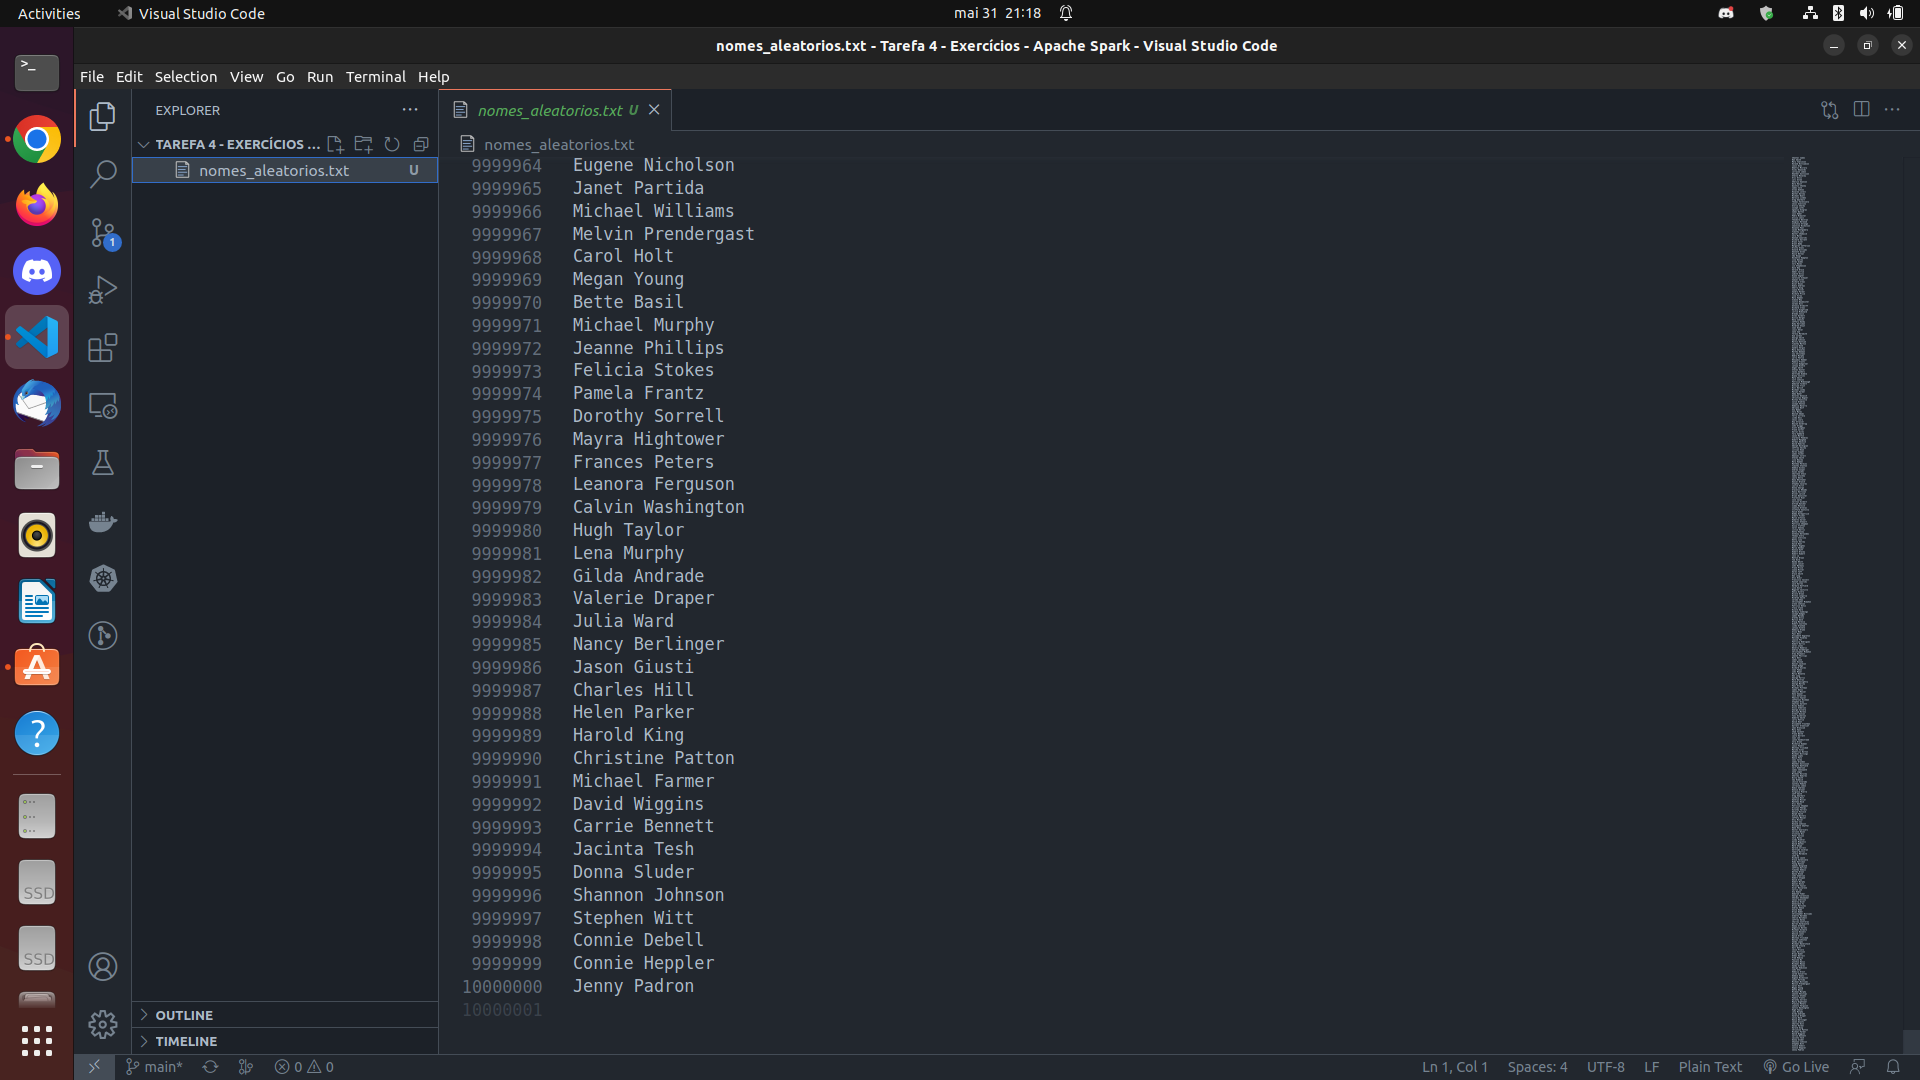 Activities
Visual Studio Code
mai 31 21:18
nomes_aleatorios.txt - Tarefa 4 - Exercícios - Apache Spark - Visual Studio Code
File Edit Selection View Go Run Terminal Help
EXPLORER
TAREFA 4 - EXERCÍCIOS ...
nomes_aleatorios.txt U
1
nomes_aleatorios.txt U
nomes_aleatorios.txt
9999964 Eugene Nicholson
9999965 Janet Partida
9999966 Michael Williams
9999967 Melvin Prendergast
9999968 Carol Holt
9999969 Megan Young
9999970 Bette Basil
9999971 Michael Murphy
9999972 Jeanne Phillips
9999973 Felicia Stokes
9999974 Pamela Frantz
9999975 Dorothy Sorrell
9999976 Mayra Hightower
9999977 Frances Peters
9999978 Leanora Ferguson
9999979 Calvin Washington
9999980 Hugh Taylor
9999981 Lena Murphy
9999982 Gilda Andrade
9999983 Valerie Draper
9999984 Julia Ward
9999985 Nancy Berlinger
9999986 Jason Giusti
9999987 Charles Hill
9999988 Helen Parker
9999989 Harold King
9999990 Christine Patton
9999991 Michael Farmer
9999992 David Wiggins
9999993 Carrie Bennett
9999994 Jacinta Tesh
9999995 Donna Sluder
9999996 Shannon Johnson
9999997 Stephen Witt
9999998 Connie Debell
9999999 Connie Heppler
10000000 Jenny Padron
10000001
SSD
SSD
OUTLINE
TIMELINE
main* 0 0
Ln 1, Col 1 Spaces: 4 UTF-8 LF Plain Text Go Live